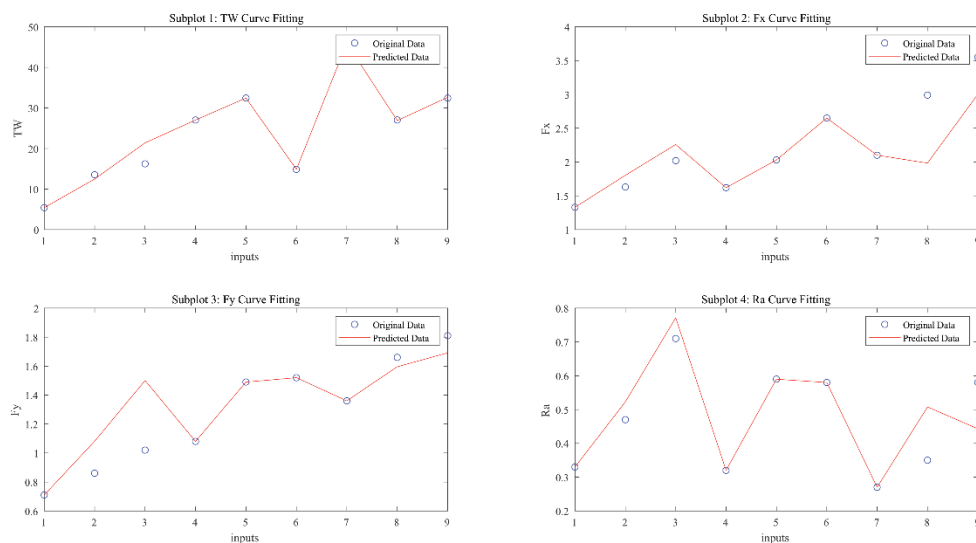 Subplot 1: TW Curve Fitting
50
40
30
20
10
0
TW
Original Data
Predicted Data
1 2 3 4 5 6 7 8 9
inputs
Subplot 2: Fx Curve Fitting
4
3.5
3
2.5
2
1.5
1
Fx
Original Data
Predicted Data
1 2 3 4 5 6 7 8 9
inputs
Subplot 3: Fy Curve Fitting
2
1.8
1.6
1.4
1.2
1
0.8
0.6
Fy
Original Data
Predicted Data
1 2 3 4 5 6 7 8 9
inputs
Subplot 4: Ra Curve Fitting
0.8
0.7
0.6
0.5
0.4
0.3
0.2
Ra
Original Data
Predicted Data
1 2 3 4 5 6 7 8 9
inputs